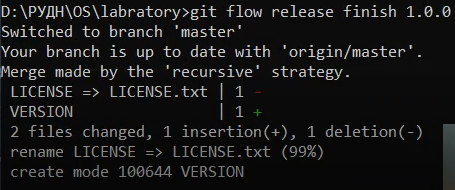 D:\РУДН\OS\labratory>git flow release finish 1.0.0
Switched to branch 'master'
Your branch is up to date with 'origin/master'.
Merge made by the 'recursive' strategy.
LICENSE => LICENSE.txt | 1 -
VERSION | 1 +
2 files changed, 1 insertion(+), 1 deletion(-)
rename LICENSE => LICENSE.txt (99%)
create mode 100644 VERSION